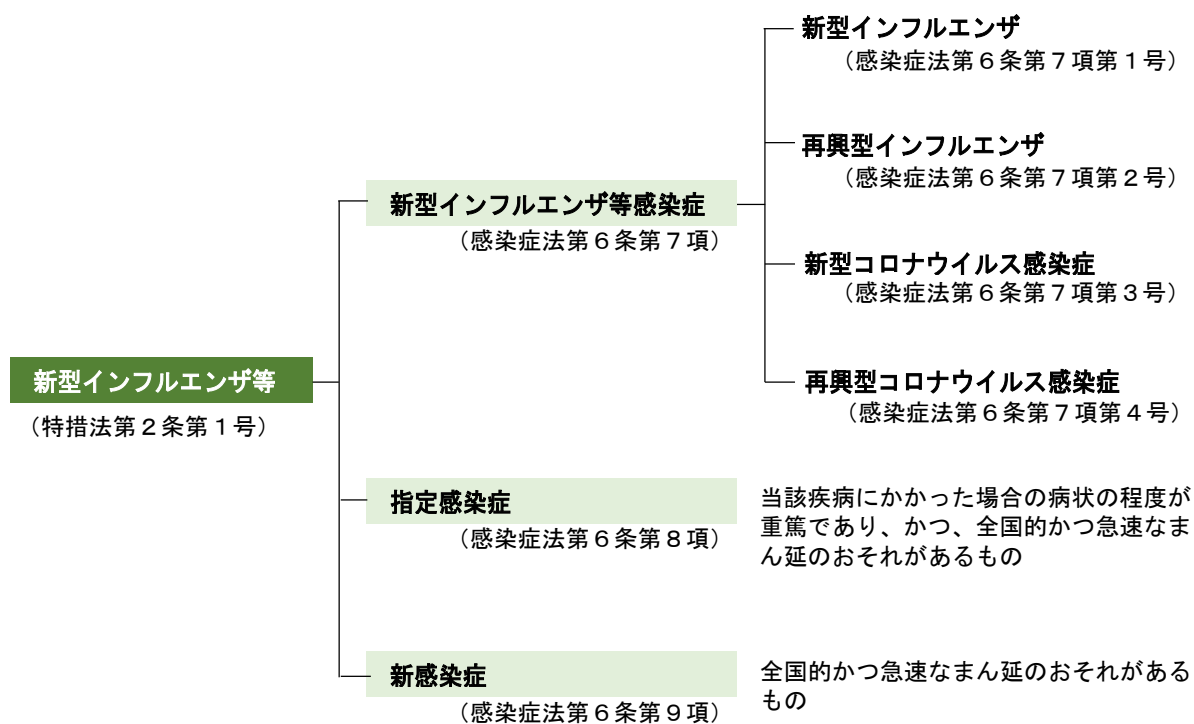 新型インフルエンザ
（感染症法第６条第７項第１号）
再興型インフルエンザ
（感染症法第６条第７項第２号）
新型インフルエンザ等感染症
（感染症法第６条第７項）
新型コロナウイルス感染症
（感染症法第６条第７項第３号）
新型インフルエンザ等
（特措法第２条第１号）
再興型コロナウイルス感染症
（感染症法第６条第７項第４号）
指定感染症
（感染症法第６条第８項）
当該疾病にかかった場合の病状の程度が
重篤であり、かつ、全国的かつ急速なま
ん延のおそれがあるもの
新感染症
（感染症法第６条第９項）
全国的かつ急速なまん延のおそれがある
もの